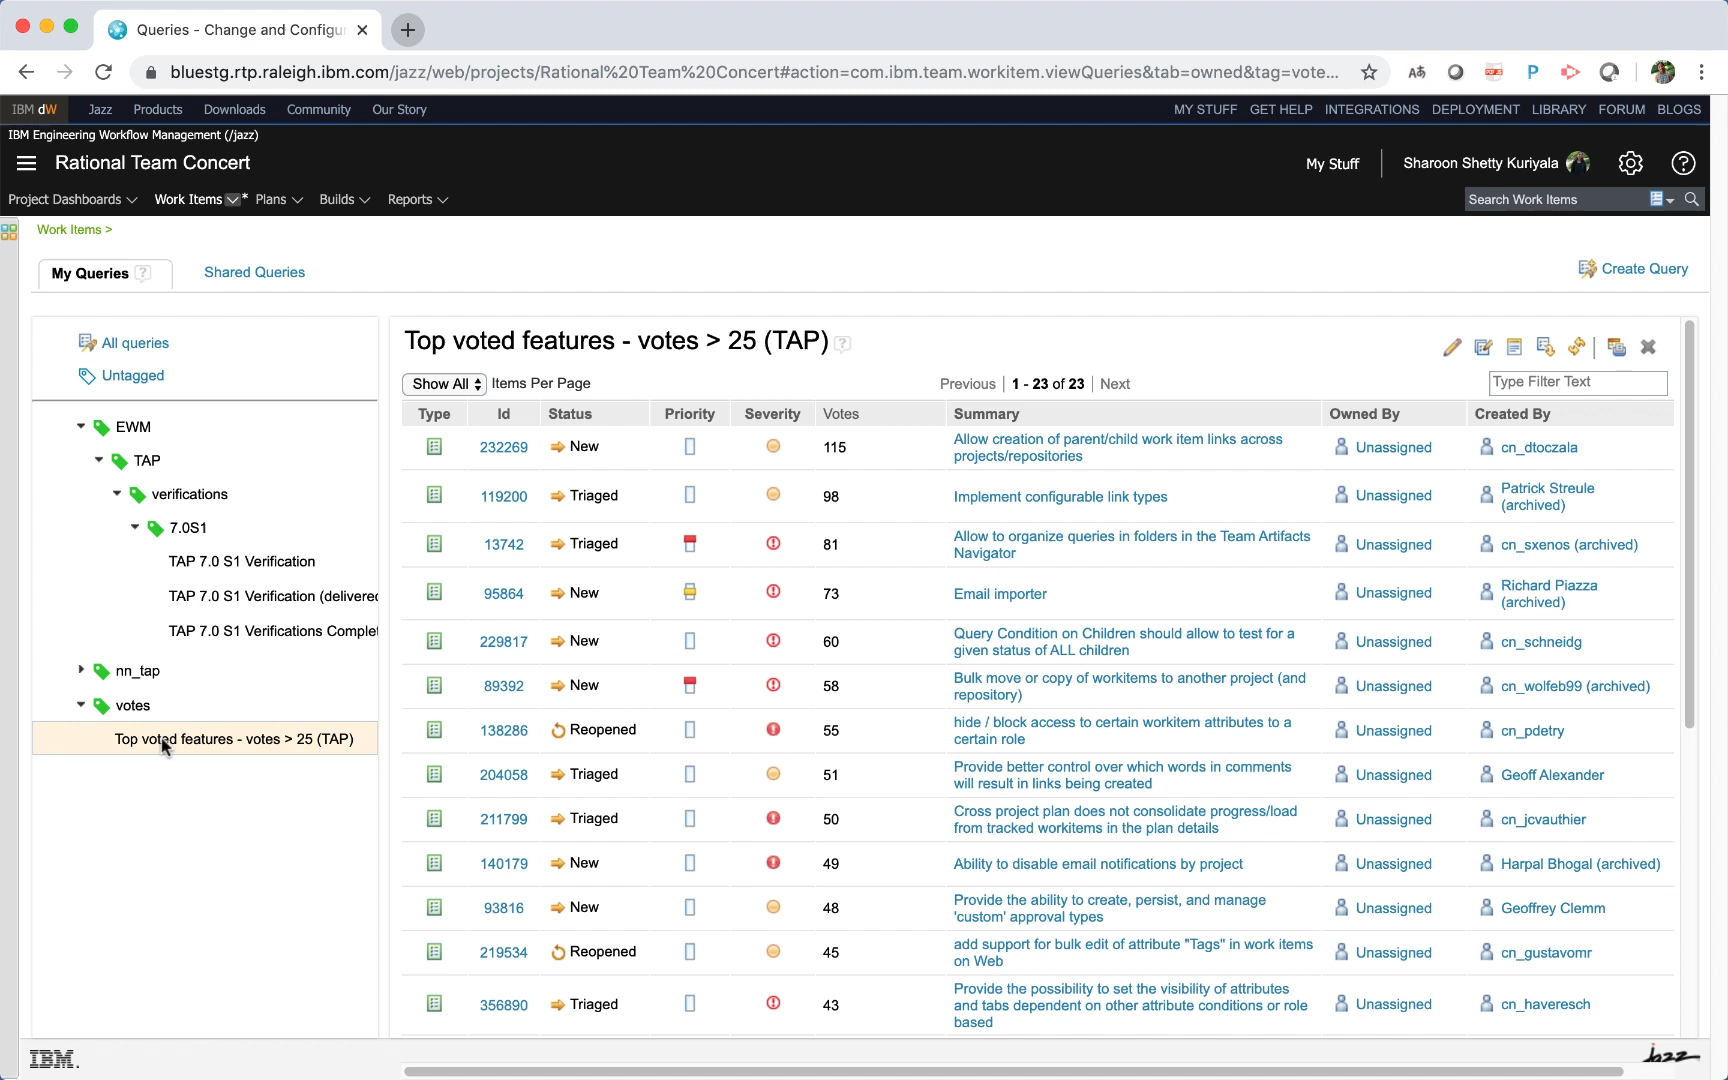 Queries - Change and Configu
bluestg.rtp.raleigh.ibm.com/jazz/web/projects/Rational%20Team%20Concert#action=com.ibm.team.workitem.viewQueries&tab=owned&tag=vote...
IBM dW Jazz Products Downloads Community Our Story MY STUFF GET HELP INTEGRATIONS DEPLOYMENT LIBRARY FORUM BLOGS
IBM Engineering Workflow Management (/jazz)
Rational Team Concert My Stuff Sharoon Shetty Kuriyala
Project Dashboards Work Items * Plans Builds Reports Search Work Items
Work Items >
My Queries ? Shared Queries Create Query
All queries
Untagged
EWM
TAP
verifications
7.0S1
TAP 7.0 S1 Verification
TAP 7.0 S1 Verification (delivered
TAP 7.0 S1 Verifications Complet
nn_tap
votes
Top voted features - votes > 25 (TAP)
Top voted features - votes > 25 (TAP) ?
Show All Items Per Page Previous | 1 - 23 of 23 | Next Type Filter Text
Type Id Status Priority Severity Votes Summary Owned By Created By
232269 New 115 Allow creation of parent/child work item links across Unassigned cn_dtoczala
projects/repositories
119200 Triaged 98 Implement configurable link types Unassigned Patrick Streule
(archived)
13742 Triaged 81 Allow to organize queries in folders in the Team Artifacts Unassigned cn_sxenos (archived)
Navigator
95864 New 73 Email importer Unassigned Richard Piazza
(archived)
229817 New 60 Query Condition on Children should allow to test for a Unassigned cn_schneidg
given status of ALL children
89392 New 58 Bulk move or copy of workitems to another project (and Unassigned cn_wolfeb99 (archived)
repository)
138286 Reopened 55 hide / block access to certain workitem attributes to a Unassigned cn_pdetry
certain role
204058 Triaged 51 Provide better control over which words in comments Unassigned Geoff Alexander
will result in links being created
211799 Triaged 50 Cross project plan does not consolidate progress/load Unassigned cn_jcvauthier
from tracked workitems in the plan details
140179 New 49 Ability to disable email notifications by project Unassigned Harpal Bhogal (archived)
93816 New 48 Provide the ability to create, persist, and manage Unassigned Geoffrey Clemm
'custom' approval types
219534 Reopened 45 add support for bulk edit of attribute "Tags" in work items Unassigned cn_gustavomr
on Web
356890 Triaged 43 Provide the possibility to set the visibility of attributes Unassigned cn_haveresch
and tabs dependent on other attribute conditions or role
based
IBM. jazz